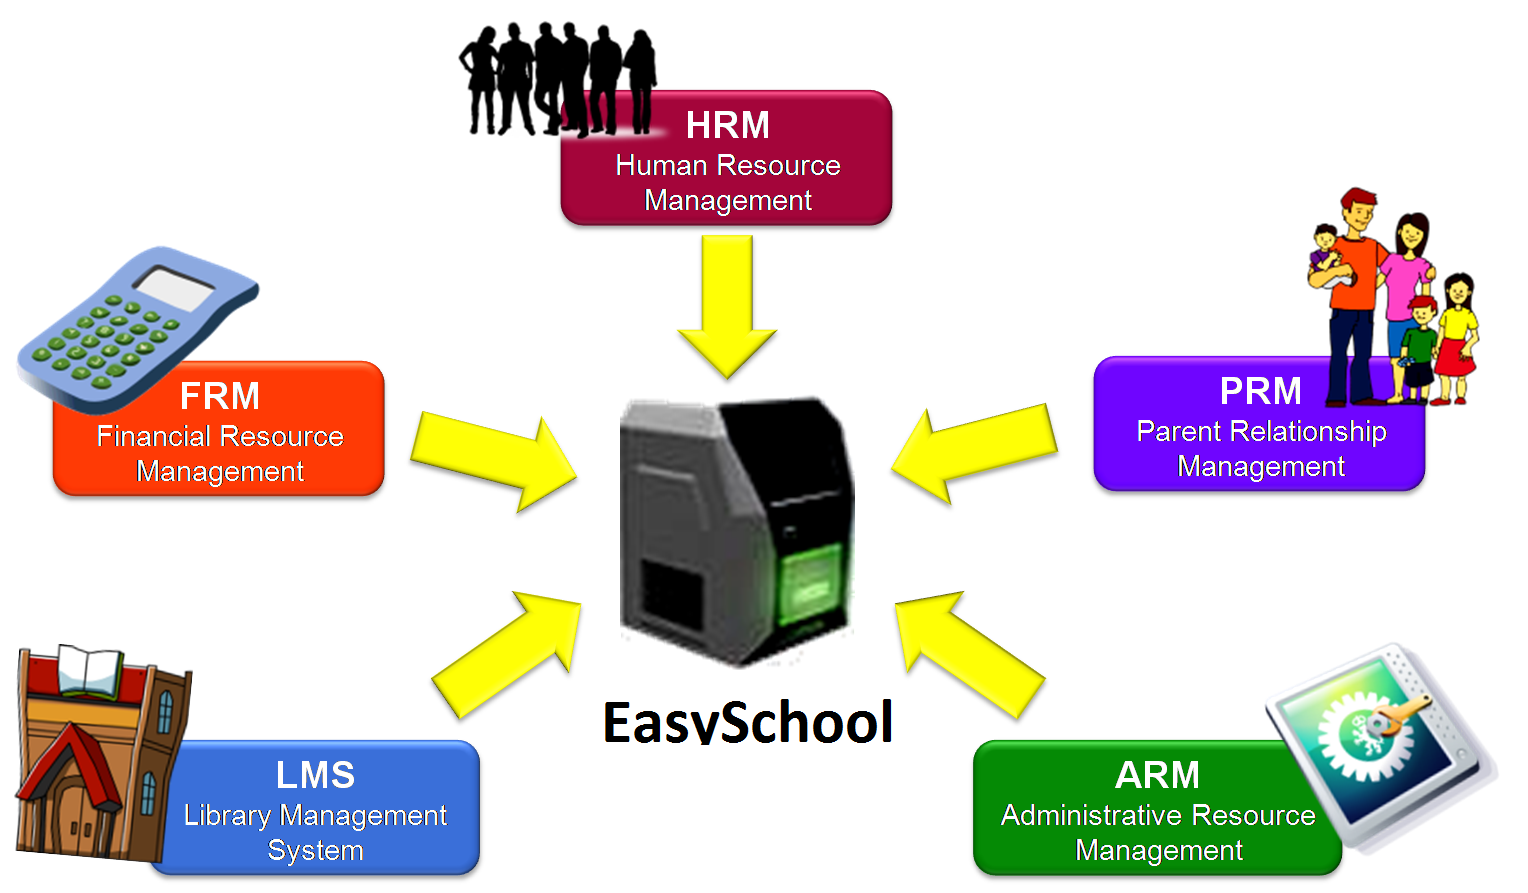 HRM
Human Resource
Management
FRM
Financial Resource
Management
PRM
Parent Relationship
Management
EasySchool
LMS
Library Management
System
ARM
Administrative Resource
Management